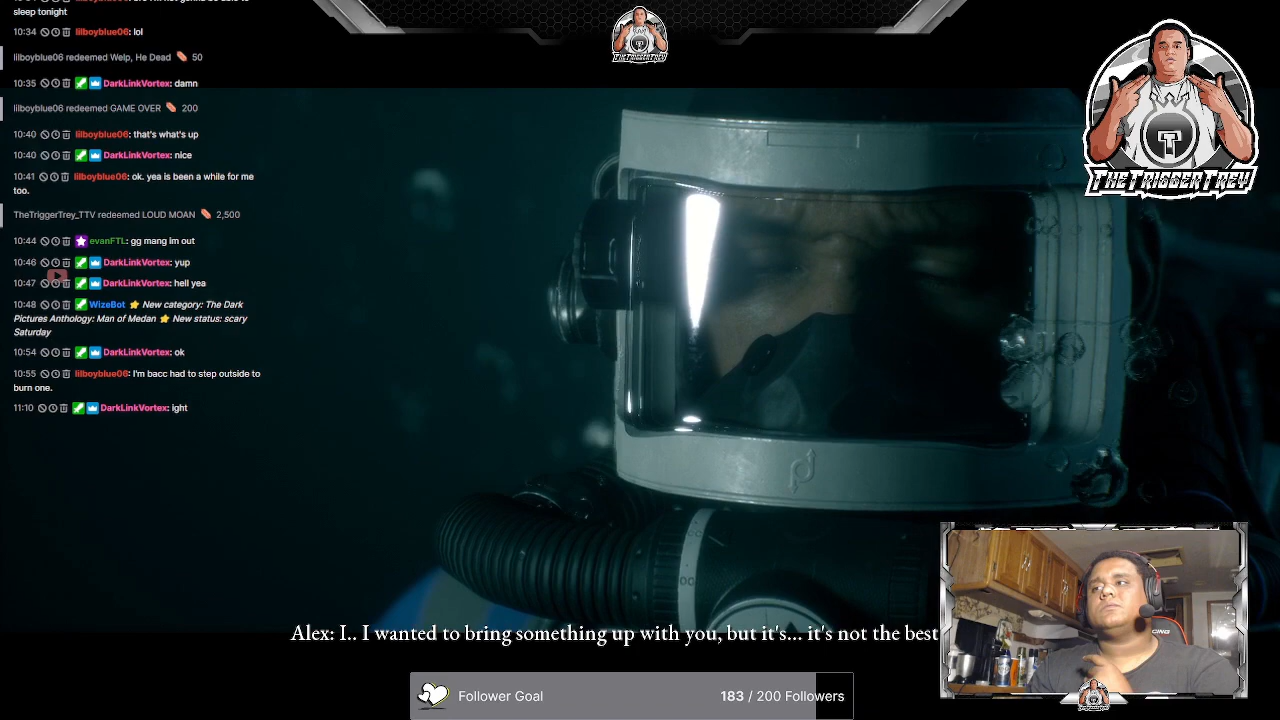 sleep tonight
10:34 lilboyblue06: lol
lilboyblue06 redeemed Welp, He Dead 50
10:35 DarkLinkVortex: damn
lilboyblue06 redeemed GAME OVER 200
10:40 lilboyblue06: that's what's up
10:40 DarkLinkVortex: nice
10:41 lilboyblue06: ok. yea is been a while for me
too.
TheTriggerTrey_TTV redeemed LOUD MOAN 2,500
10:44 evanFTL: gg mang im out
10:46 DarkLinkVortex: yup
10:47 DarkLinkVortex: hell yea
10:48 WizeBot New category: The Dark
Pictures Anthology: Man of Medan New status: scary
Saturday
10:54 DarkLinkVortex: ok
10:55 lilboyblue06: I'm bacc had to step outside to
burn one.
11:10 DarkLinkVortex: ight
THETRIGGERTREY
T
THETRIGGERTREY
Alex: I.. I wanted to bring something up with you, but it's... it's not the best
Follower Goal 183 / 200 Followers